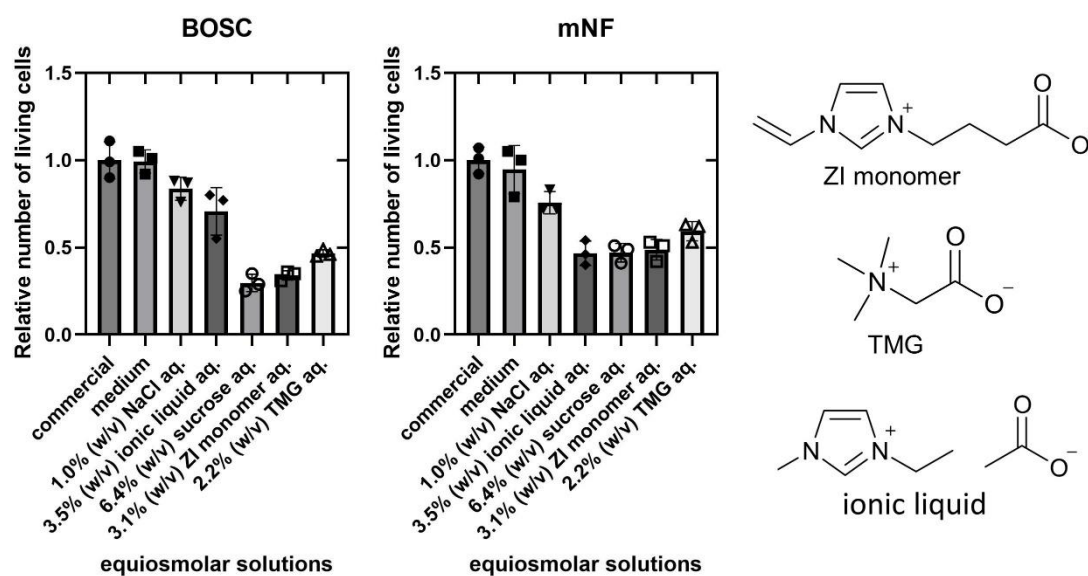 BOSC
Relative number of living cells
1.5
1.0
0.5
0.0
commercial
medium
1.0% (w/v) NaCl aq.
3.5% (w/v) ionic liquid aq.
6.4% (w/v) sucrose aq.
3.1% (w/v) ZI monomer aq.
2.2% (w/v) TMG aq.
equiosmolar solutions
mNF
Relative number of living cells
1.5
1.0
0.5
0.0
commercial
medium
1.0% (w/v) NaCl aq.
3.5% (w/v) ionic liquid aq.
6.4% (w/v) sucrose aq.
3.1% (w/v) ZI monomer aq.
2.2% (w/v) TMG aq.
equiosmolar solutions
O
N
N
+
O
ZI monomer
O
N
+
O−
TMG
O
N
N
+
O−
ionic liquid